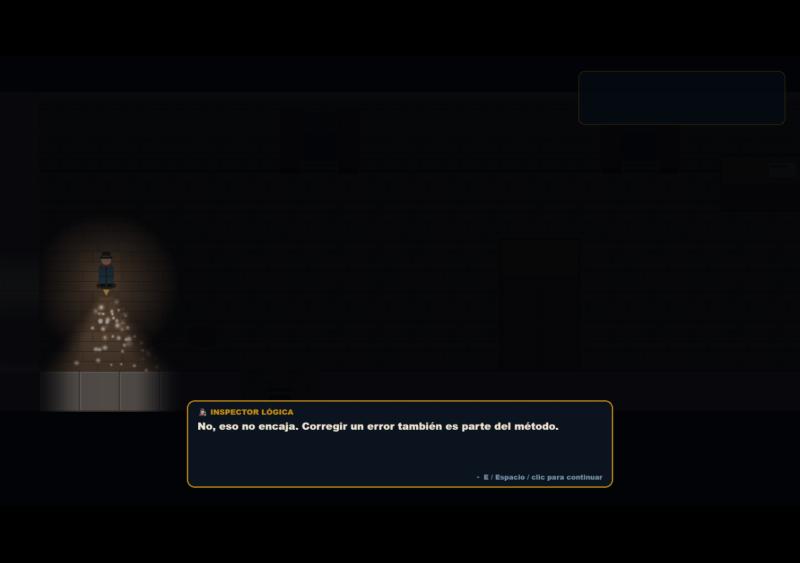 INSPECTOR LÓGICA
No, eso no encaja. Corregir un error también es parte del método.
E / Espacio / clic para continuar